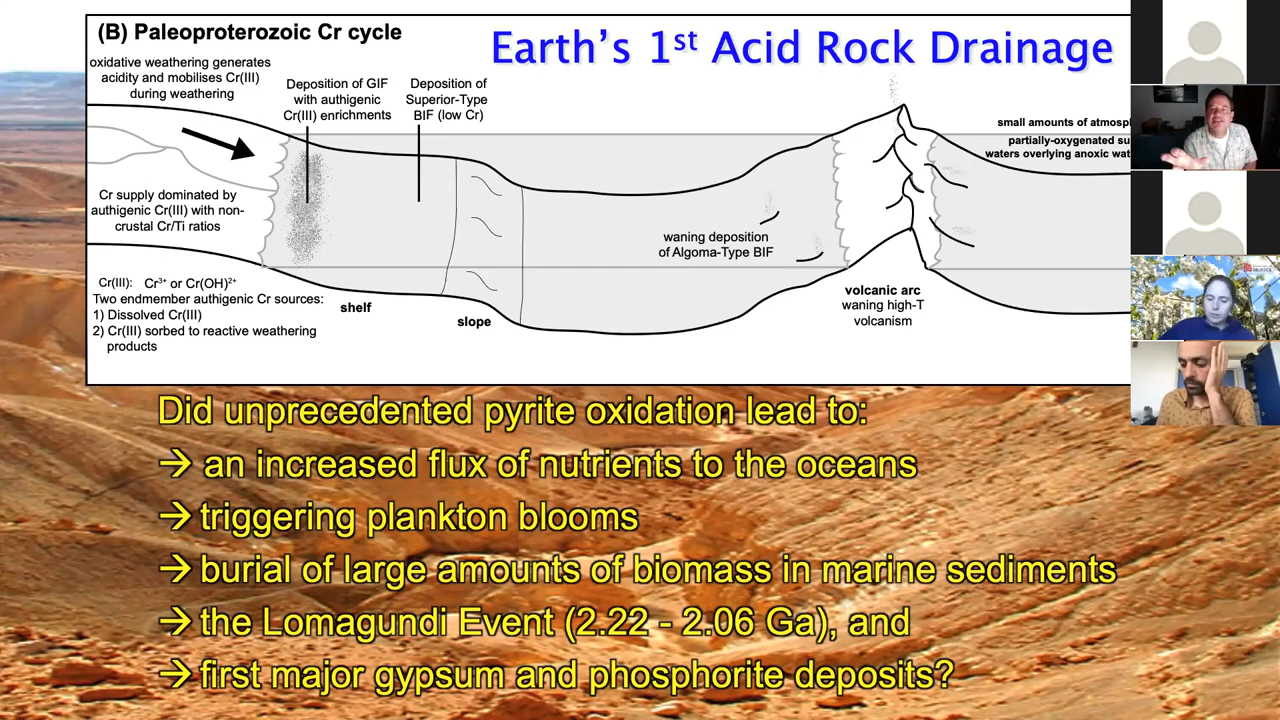 (B) Paleoproterozoic Cr cycle
Earth's 1st Acid Rock Drainage
oxidative weathering generates
acidity and mobilises Cr(III)
during weathering
Deposition of GIF
with authigenic
Cr(III) enrichments
Deposition of
Superior-Type
BIF (low Cr)
small amounts of
partially-oxygenated
waters overlying anoxic
Cr supply dominated by
authigenic Cr(III) with non-
crustal Cr/Ti ratios
waning deposition
of Algoma-Type BIF
Cr(III): Cr3+ or Cr(OH)2+
Two endmember authigenic Cr sources:
1) Dissolved Cr(III)
2) Cr(III) sorbed to reactive weathering
products
shelf
slope
volcanic arc
waning high-T
volcanism
Did unprecedented pyrite oxidation lead to:
→ an increased flux of nutrients to the oceans
→ triggering plankton blooms
→ burial of large amounts of biomass in marine sediments
→ the Lomagundi Event (2.22 - 2.06 Ga), and
→ first major gypsum and phosphorite deposits?